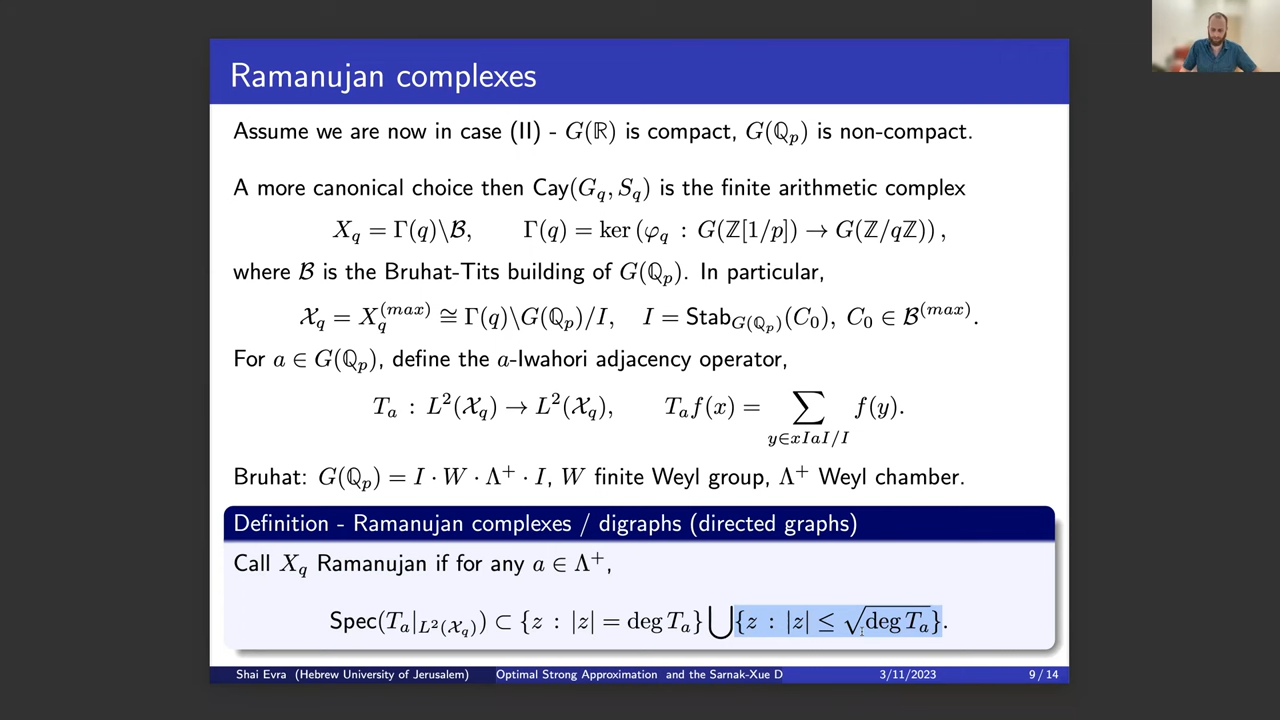 Ramanujan complexes
Assume we are now in case (II) - G(ℝ) is compact, G(ℚ_p) is non-compact.
A more canonical choice then Cay(G_q, S_q) is the finite arithmetic complex
X_q = Γ(q)\ℬ, Γ(q) = ker (φ_q : G(ℤ[1/p]) → G(ℤ/qℤ)) ,
where ℬ is the Bruhat-Tits building of G(ℚ_p). In particular,
𝒳_q = X_q^{(max)} ≅ Γ(q)\G(ℚ_p)/I, I = Stab_{G(ℚ_p)}(C_0), C_0 ∈ ℬ^{(max)}.
For a ∈ G(ℚ_p), define the a-Iwahori adjacency operator,
T_a : L²(𝒳_q) → L²(𝒳_q), T_a f(x) = ∑_{y∈xIaI/I} f(y).
Bruhat: G(ℚ_p) = I · W · Λ⁺ · I, W finite Weyl group, Λ⁺ Weyl chamber.
Definition - Ramanujan complexes / digraphs (directed graphs)
Call X_q Ramanujan if for any a ∈ Λ⁺,
Spec(T_a|_{L²(𝒳_q)}) ⊂ {z : |z| = deg T_a} ⋃ {z : |z| ≤ √(deg T_a)}.
Shai Evra (Hebrew University of Jerusalem) Optimal Strong Approximation and the Sarnak-Xue D 3/11/2023 9 / 14